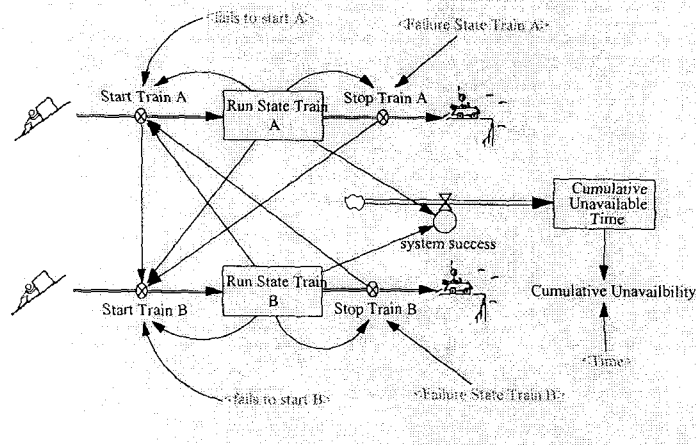 <fails to start A>
<Failure State Train A>
Start Train A
Run State Train
A
Stop Train A
Cumulative
Unavailable
Time
system success
Start Train B
Run State Train
B
Stop Train B
Cumulative Unavailbility
<Time>
<fails to start B>
<Failure State Train B>